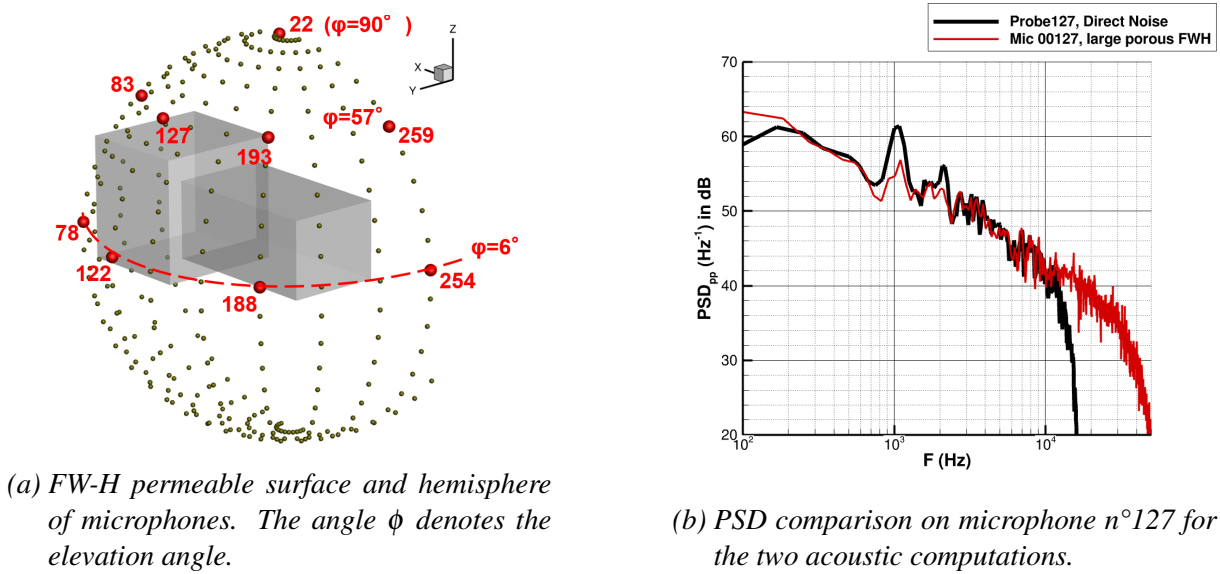 22 (φ=90°)
Z
X
Y
83
127
φ=57°
193
259
78
122
188
φ=6°
254
(a) FW-H permeable surface and hemisphere
of microphones. The angle ϕ denotes the
elevation angle.
Probe127, Direct Noise
Mic 00127, large porous FWH
PSDpp (Hz⁻¹) in dB
70
60
50
40
30
20
10²
10³
10⁴
F (Hz)
(b) PSD comparison on microphone n°127 for
the two acoustic computations.